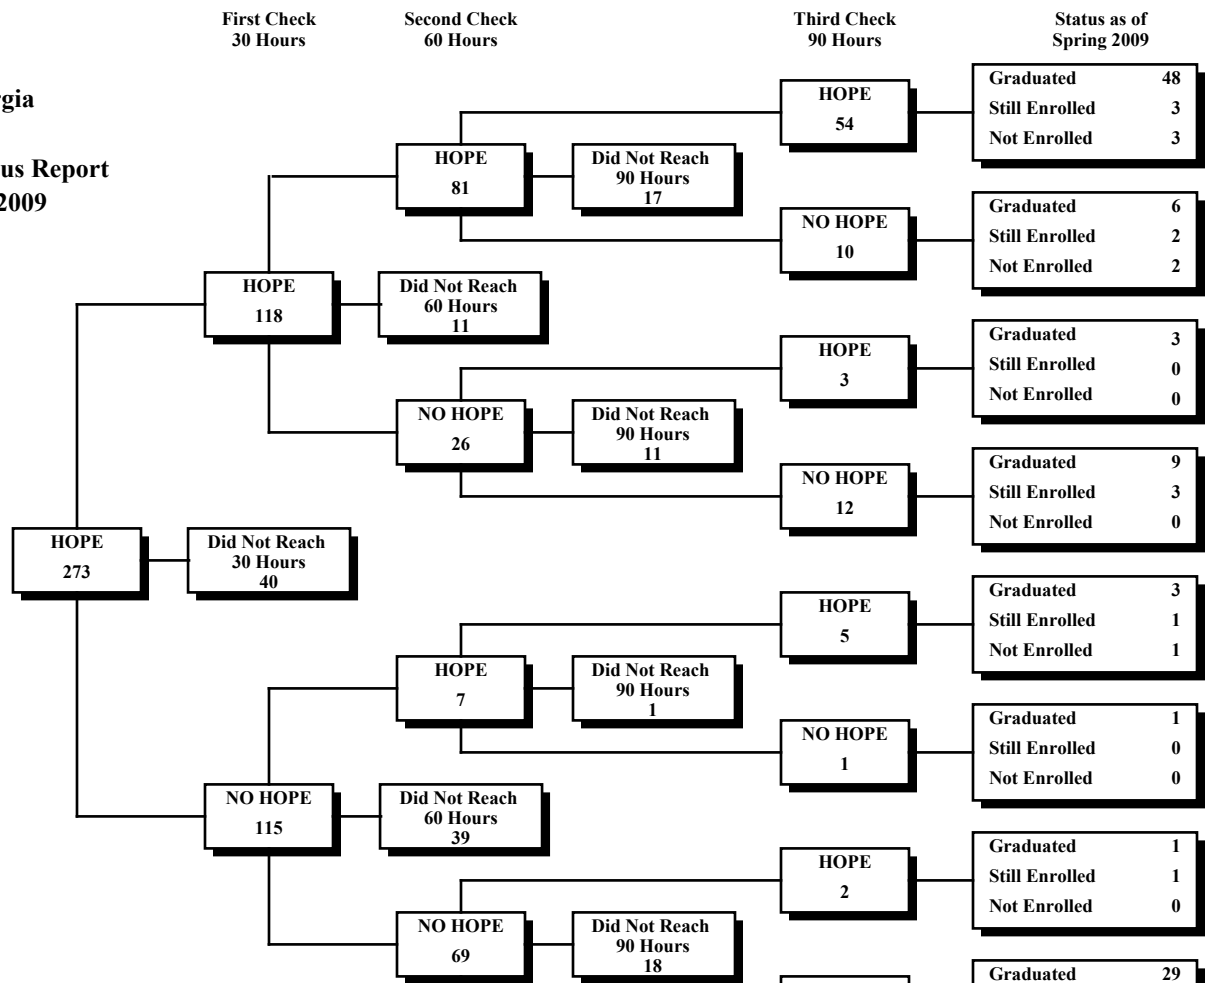 First Check
30 Hours
Second Check
60 Hours
Third Check
90 Hours
Status as of
Spring 2009
rgia
us Report
2009
HOPE
54
Graduated 48
Still Enrolled 3
Not Enrolled 3
HOPE
81
Did Not Reach
90 Hours
17
NO HOPE
10
Graduated 6
Still Enrolled 2
Not Enrolled 2
HOPE
118
Did Not Reach
60 Hours
11
HOPE
3
Graduated 3
Still Enrolled 0
Not Enrolled 0
NO HOPE
26
Did Not Reach
90 Hours
11
NO HOPE
12
Graduated 9
Still Enrolled 3
Not Enrolled 0
HOPE
273
Did Not Reach
30 Hours
40
HOPE
5
Graduated 3
Still Enrolled 1
Not Enrolled 1
HOPE
7
Did Not Reach
90 Hours
1
NO HOPE
1
Graduated 1
Still Enrolled 0
Not Enrolled 0
NO HOPE
115
Did Not Reach
60 Hours
39
HOPE
2
Graduated 1
Still Enrolled 1
Not Enrolled 0
NO HOPE
69
Did Not Reach
90 Hours
18
Graduated 29